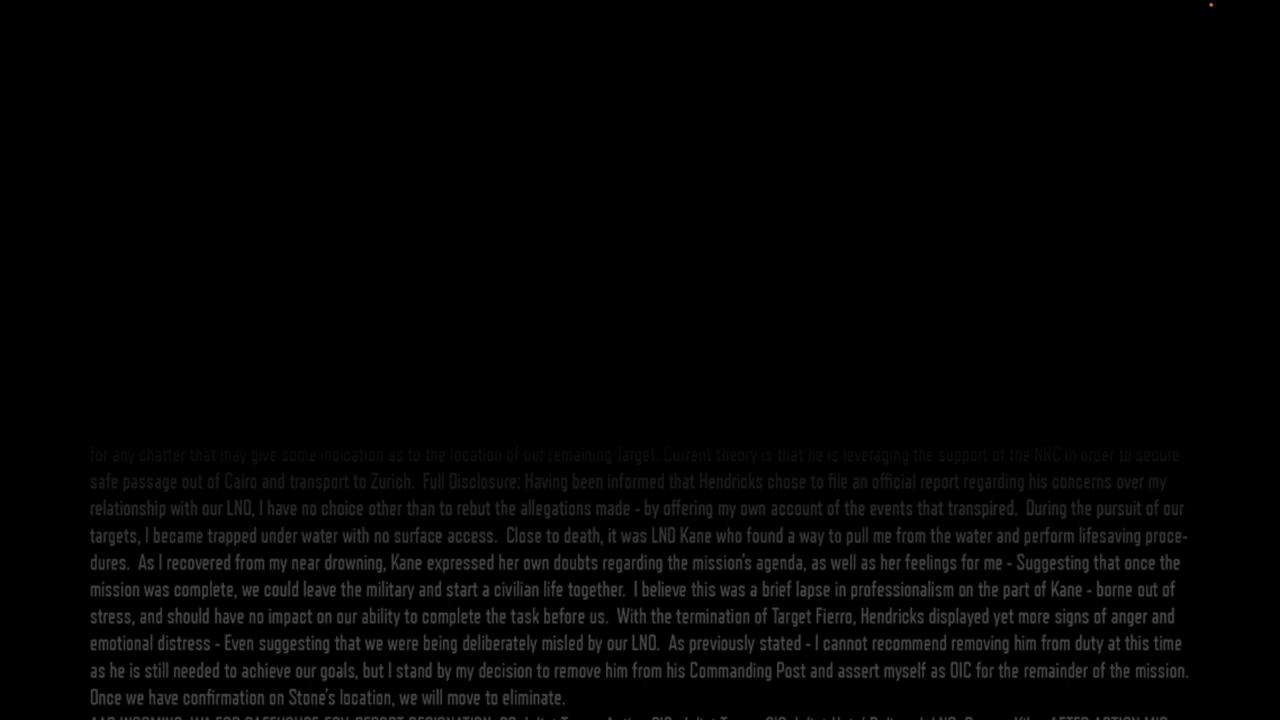 for any chatter that may give some indication as to the location of our remaining Target. Current theory is that he is leveraging the support of the NRC in order to secure
safe passage out of Cairo and transport to Zurich.  Full Disclosure: Having been informed that Hendricks chose to file an official report regarding his concerns over my
relationship with our LNO, I have no choice other than to rebut the allegations made - by offering my own account of the events that transpired.  During the pursuit of our
targets, I became trapped under water with no surface access.  Close to death, it was LNO Kane who found a way to pull me from the water and perform lifesaving proce-
dures.  As I recovered from my near drowning, Kane expressed her own doubts regarding the mission's agenda, as well as her feelings for me - Suggesting that once the
mission was complete, we could leave the military and start a civilian life together.  I believe this was a brief lapse in professionalism on the part of Kane - borne out of
stress, and should have no impact on our ability to complete the task before us.  With the termination of Target Fierro, Hendricks displayed yet more signs of anger and
emotional distress - Even suggesting that we were being deliberately misled by our LNO.  As previously stated - I cannot recommend removing him from duty at this time
as he is still needed to achieve our goals, but I stand by my decision to remove him from his Commanding Post and assert myself as OIC for the remainder of the mission.
Once we have confirmation on Stone's location, we will move to eliminate.